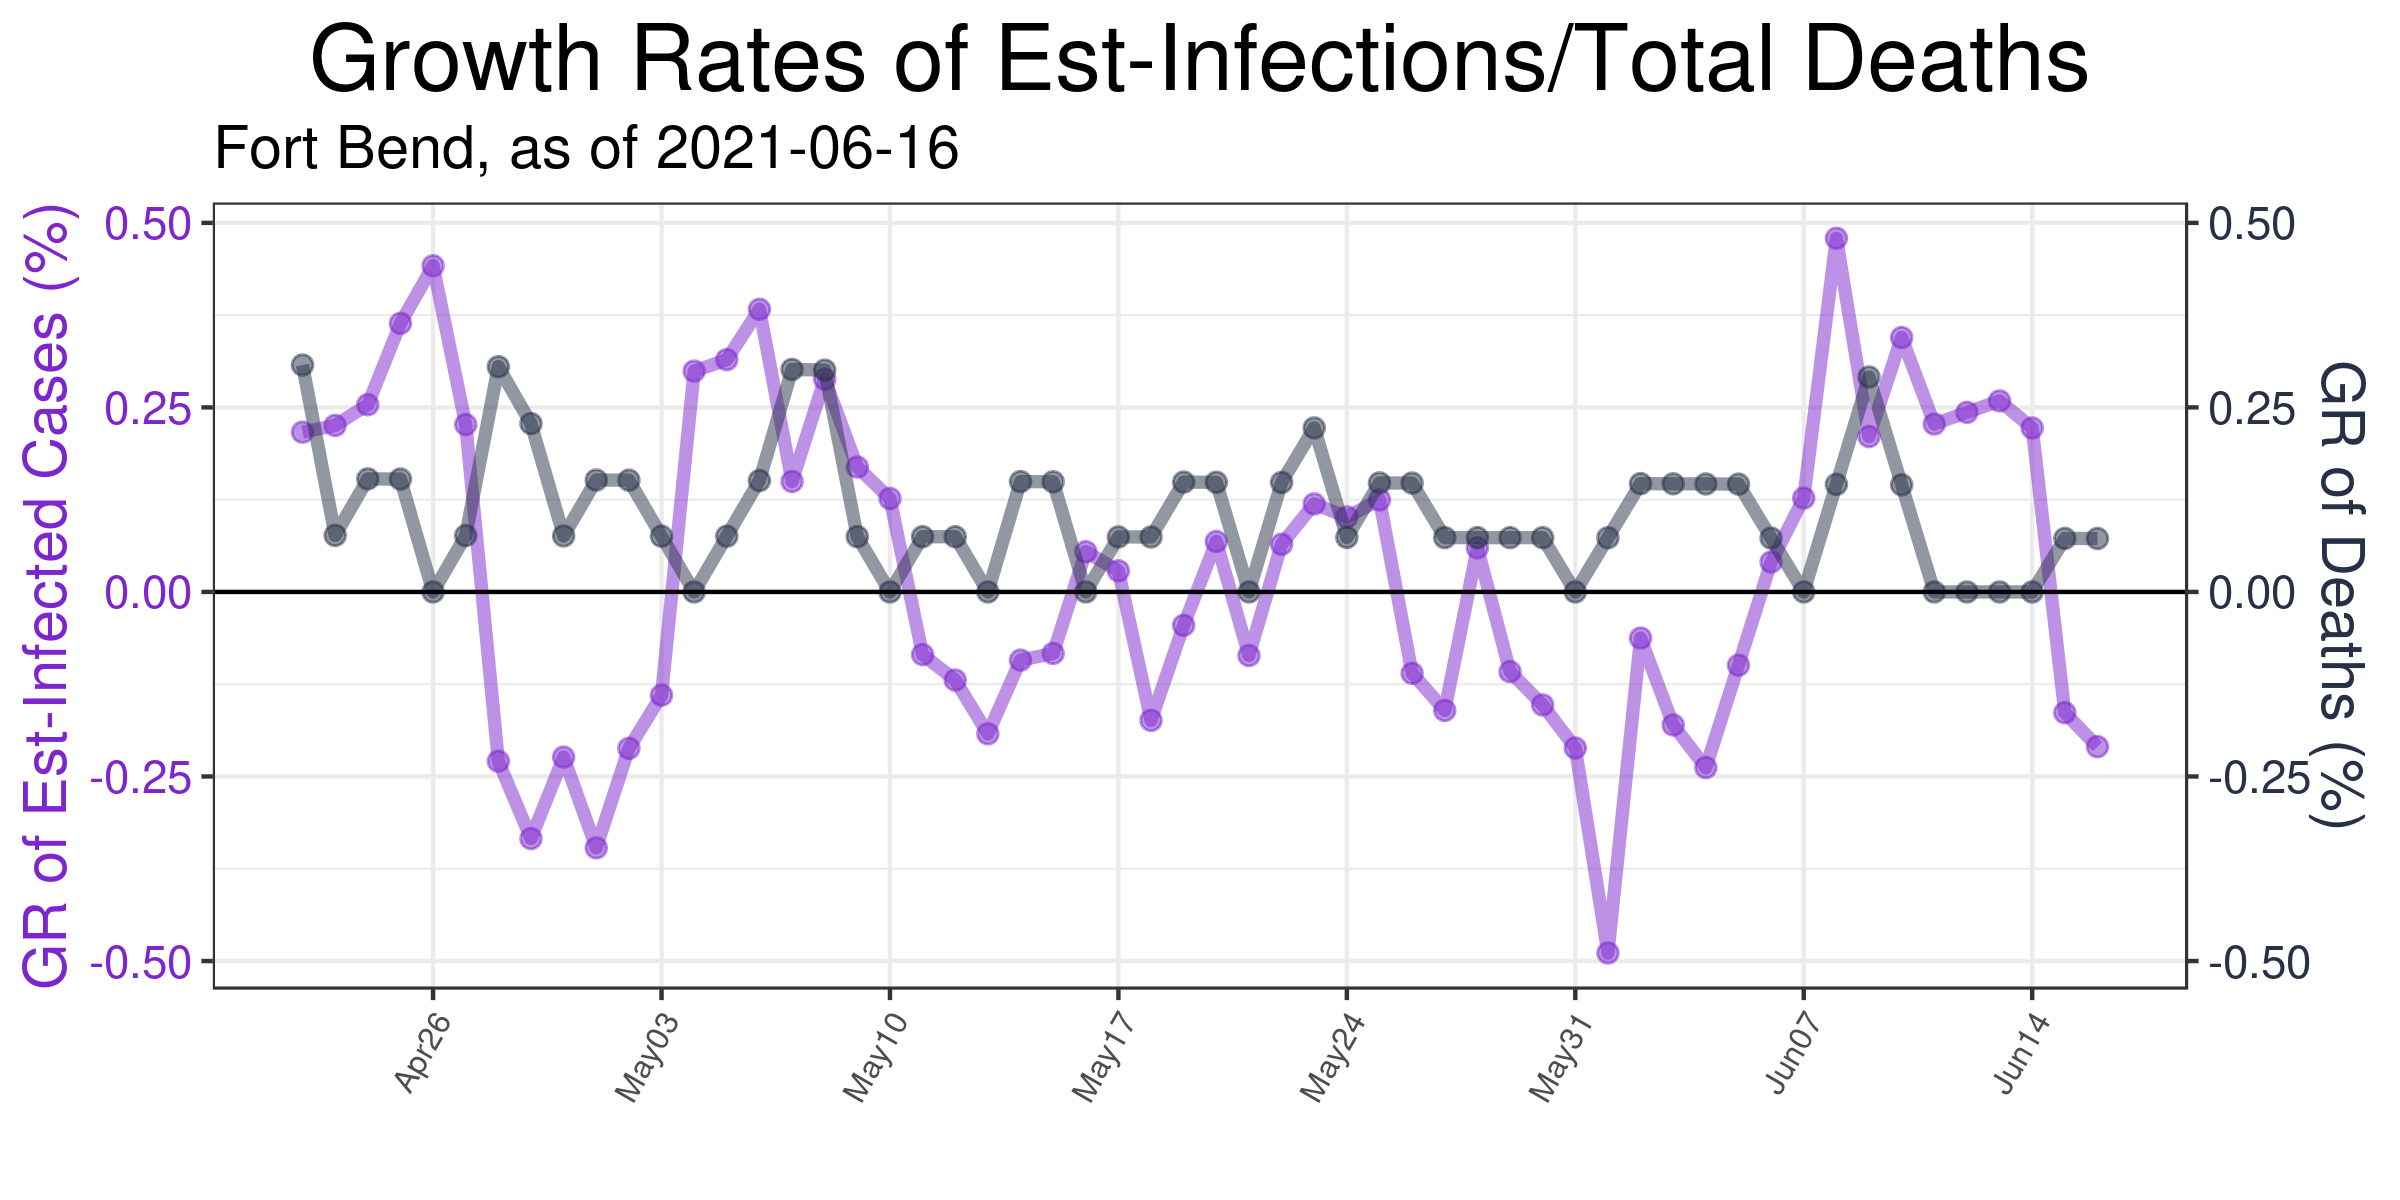 Growth Rates of Est-Infections/Total Deaths
Fort Bend, as of 2021-06-16
GR of Est-Infected Cases (%)
0.50
0.25
0.00
-0.25
-0.50
0.50
0.25
0.00
-0.25
-0.50
GR of Deaths (%)
Apr26
May03
May10
May17
May24
May31
Jun07
Jun14